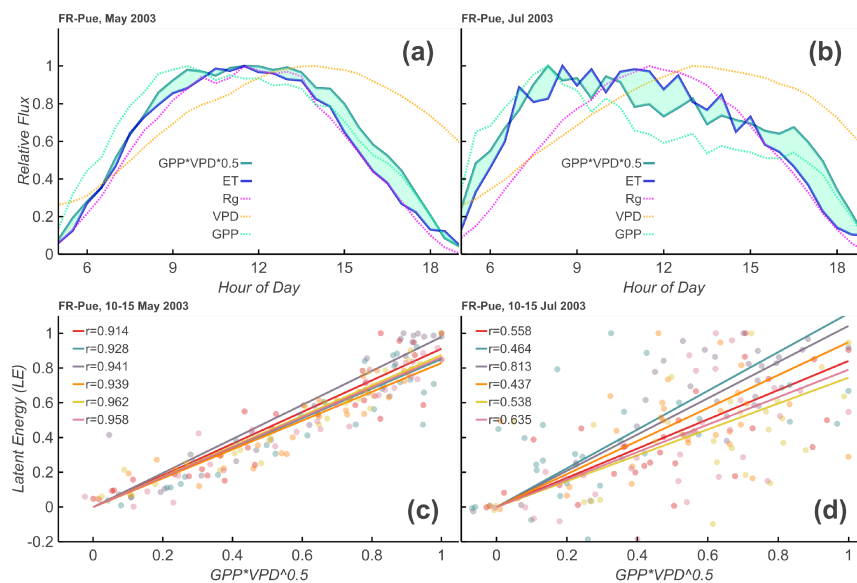 FR-Pue, May 2003
FR-Pue, Jul 2003
(a)
(b)
1
0.8
0.6
0.4
0.2
0
Relative Flux
GPP*VPD*0.5
ET
Rg
VPD
GPP
GPP*VPD*0.5
ET
Rg
VPD
GPP
6
9
12
15
18
6
9
12
15
18
Hour of Day
Hour of Day
FR-Pue, 10-15 May 2003
FR-Pue, 10-15 Jul 2003
1
0.8
0.6
0.4
0.2
0
-0.2
Latent Energy (LE)
r=0.914
r=0.928
r=0.941
r=0.939
r=0.962
r=0.958
r=0.558
r=0.464
r=0.813
r=0.437
r=0.538
r=0.635
(c)
(d)
0
0.2
0.4
0.6
0.8
1
0
0.2
0.4
0.6
0.8
1
GPP*VPD^0.5
GPP*VPD^0.5